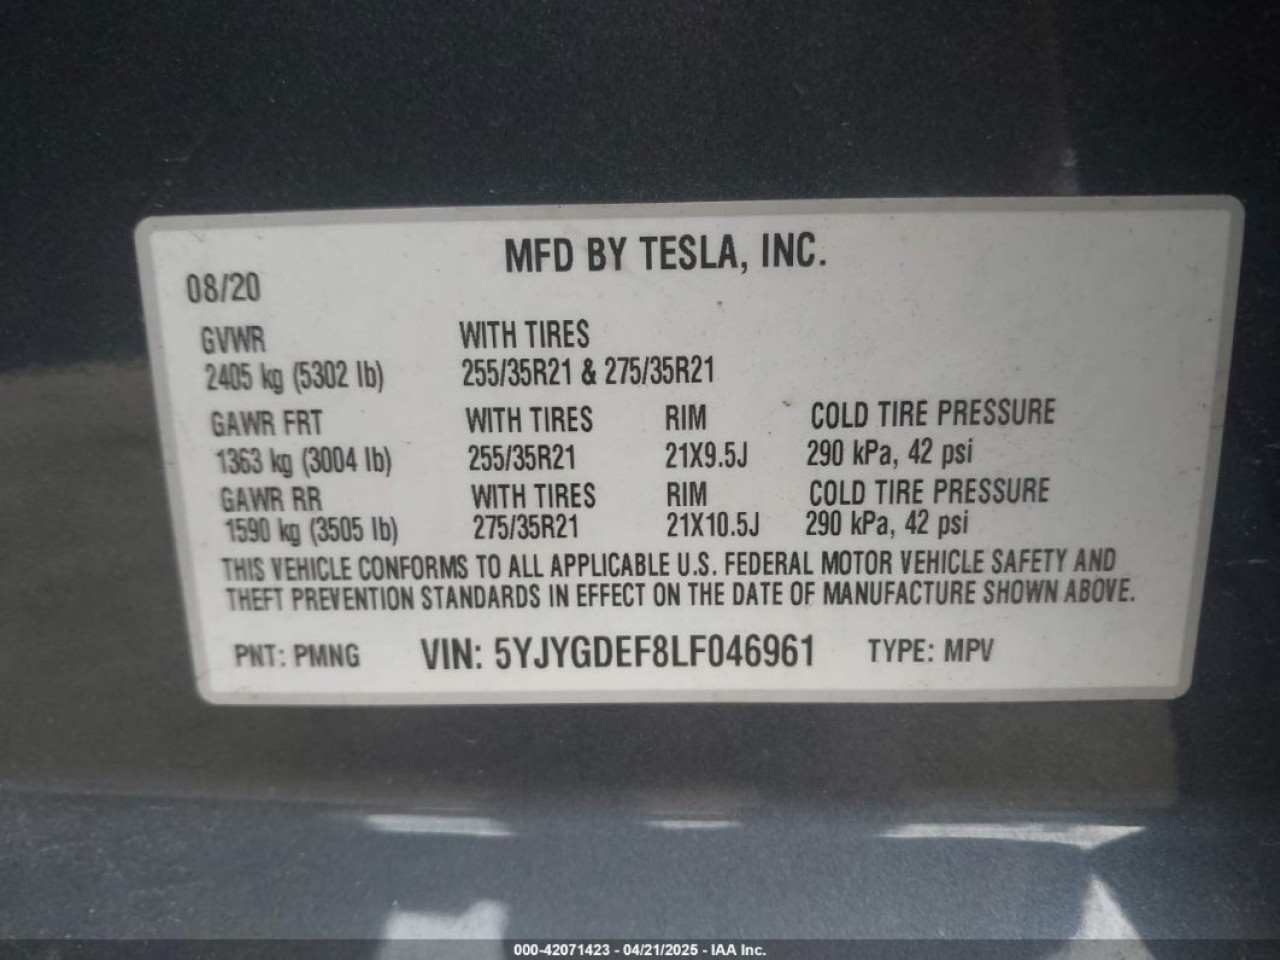 MFD BY TESLA, INC.
08/20
GVWR WITH TIRES
2405 kg (5302 lb) 255/35R21 & 275/35R21
GAWR FRT WITH TIRES RIM COLD TIRE PRESSURE
1363 kg (3004 lb) 255/35R21 21X9.5J 290 kPa, 42 psi
GAWR RR WITH TIRES RIM COLD TIRE PRESSURE
1590 kg (3505 lb) 275/35R21 21X10.5J 290 kPa, 42 psi
THIS VEHICLE CONFORMS TO ALL APPLICABLE U.S. FEDERAL MOTOR VEHICLE SAFETY AND
THEFT PREVENTION STANDARDS IN EFFECT ON THE DATE OF MANUFACTURE SHOWN ABOVE.
PNT: PMNG VIN: 5YJYGDEF8LF046961 TYPE: MPV
000-42071423 - 04/21/2025 - IAA Inc.